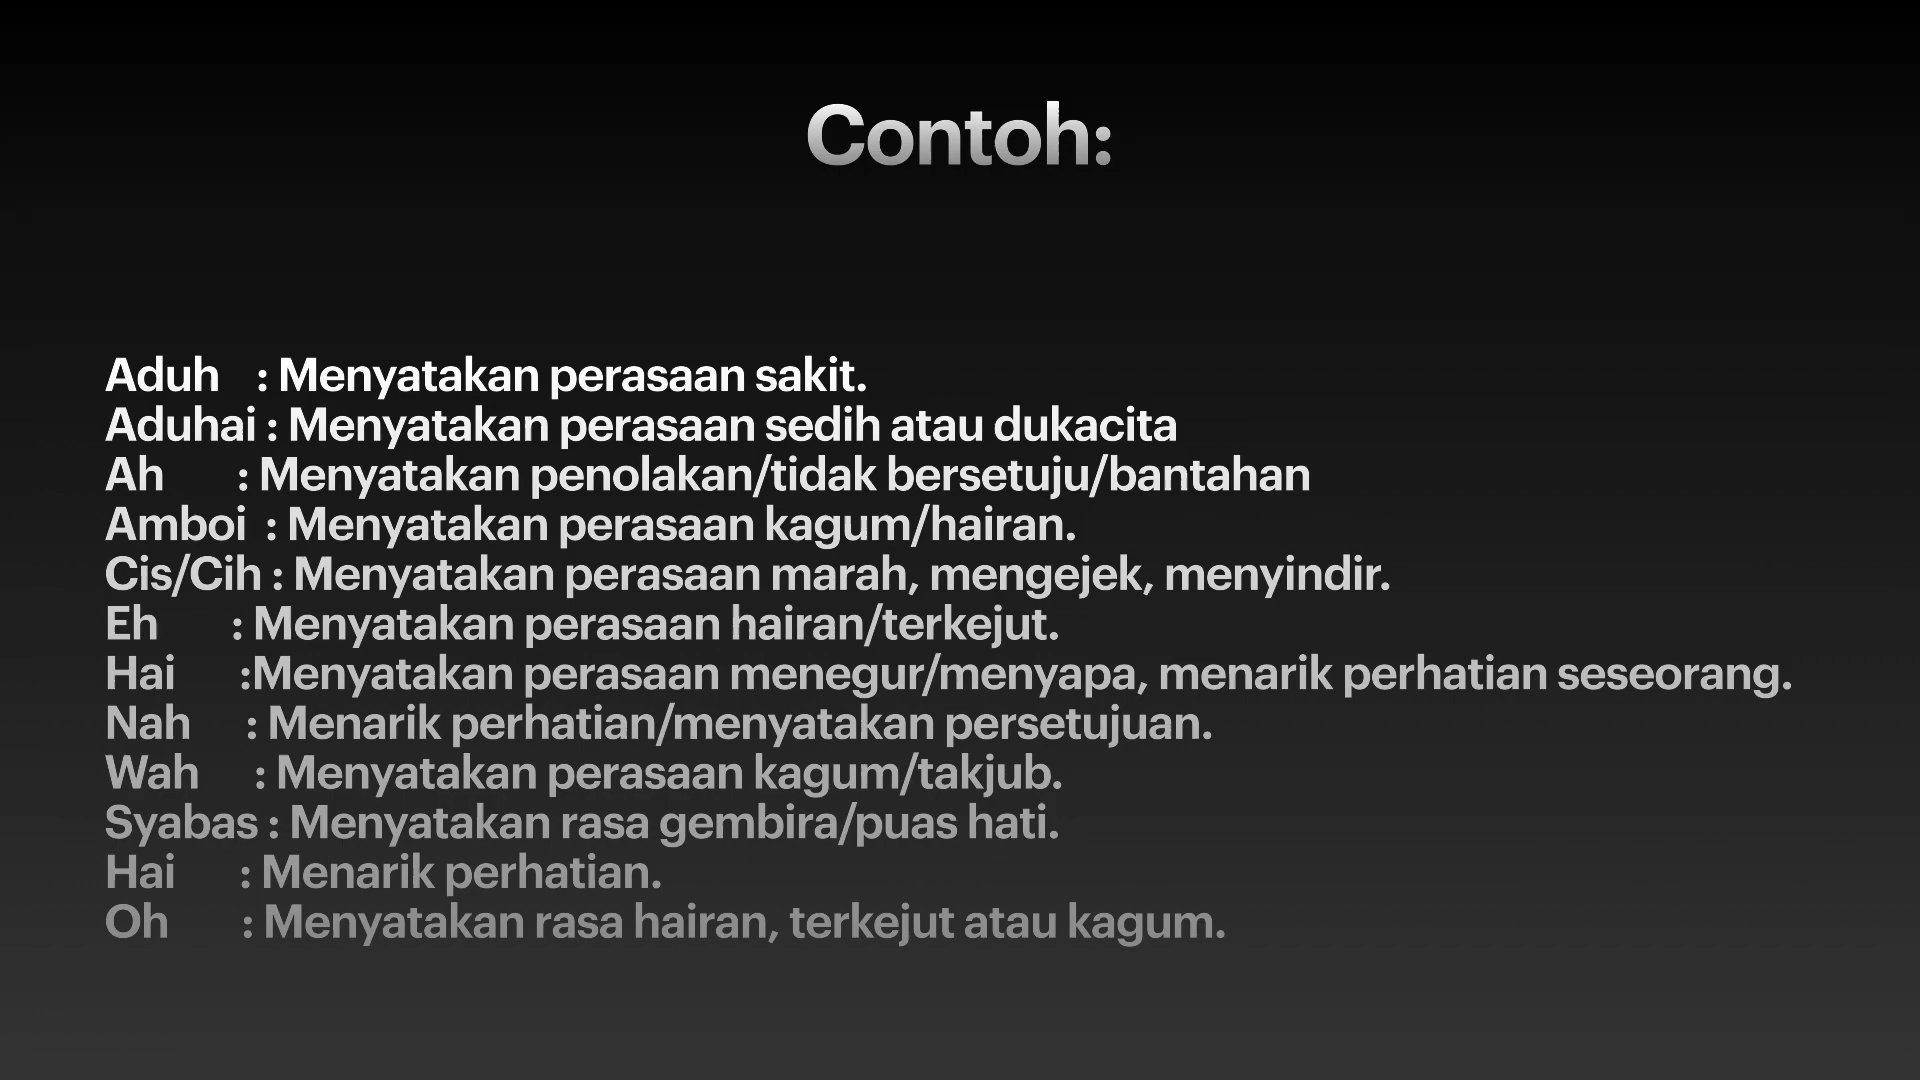 Contoh:
Aduh : Menyatakan perasaan sakit.
Aduhai : Menyatakan perasaan sedih atau dukacita
Ah : Menyatakan penolakan/tidak bersetuju/bantahan
Amboi : Menyatakan perasaan kagum/hairan.
Cis/Cih : Menyatakan perasaan marah, mengejek, menyindir.
Eh : Menyatakan perasaan hairan/terkejut.
Hai :Menyatakan perasaan menegur/menyapa, menarik perhatian seseorang.
Nah : Menarik perhatian/menyatakan persetujuan.
Wah : Menyatakan perasaan kagum/takjub.
Syabas : Menyatakan rasa gembira/puas hati.
Hai : Menarik perhatian.
Oh : Menyatakan rasa hairan, terkejut atau kagum.